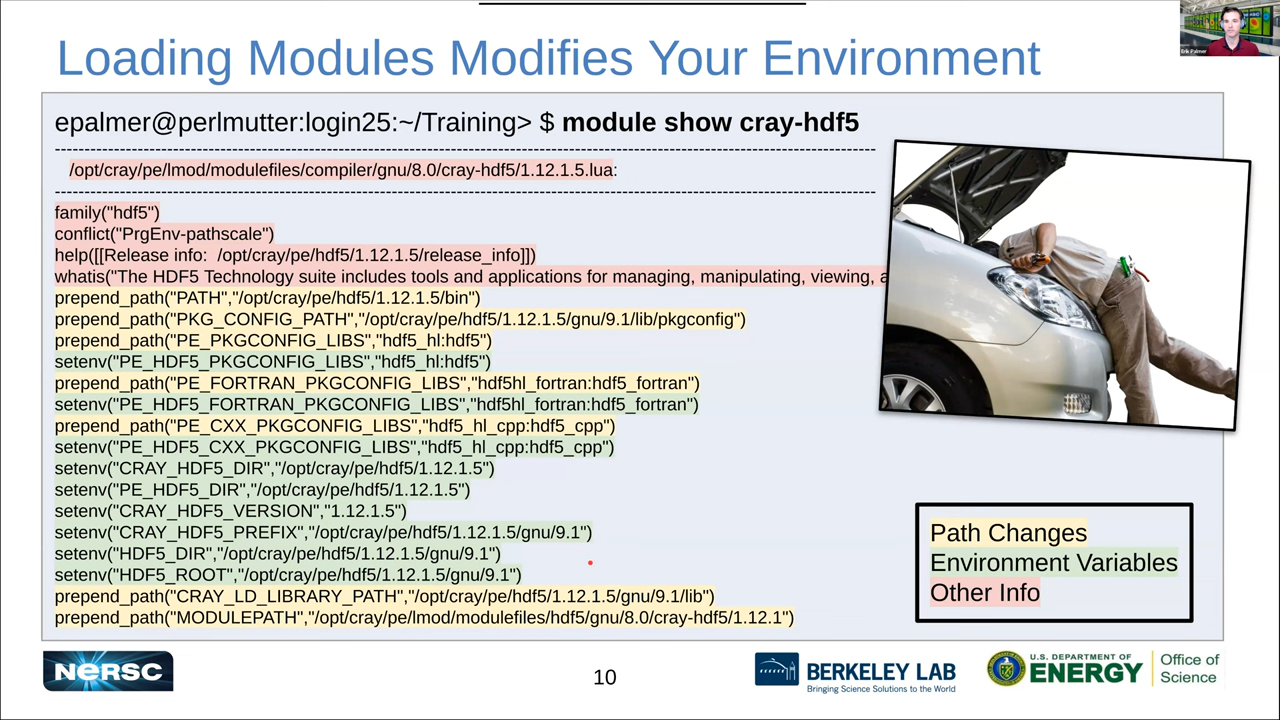 Loading Modules Modifies Your Environment
Erik Palmer
epalmer@perlmutter:login25:~/Training> $ module show cray-hdf5
--------------------------------------------------------------------------------------------------------------------------------------------
/opt/cray/pe/lmod/modulefiles/compiler/gnu/8.0/cray-hdf5/1.12.1.5.lua:
--------------------------------------------------------------------------------------------------------------------------------------------
family("hdf5")
conflict("PrgEnv-pathscale")
help([[Release info:  /opt/cray/pe/hdf5/1.12.1.5/release_info]])
whatis("The HDF5 Technology suite includes tools and applications for managing, manipulating, viewing, a
prepend_path("PATH","/opt/cray/pe/hdf5/1.12.1.5/bin")
prepend_path("PKG_CONFIG_PATH","/opt/cray/pe/hdf5/1.12.1.5/gnu/9.1/lib/pkgconfig")
prepend_path("PE_PKGCONFIG_LIBS","hdf5_hl:hdf5")
setenv("PE_HDF5_PKGCONFIG_LIBS","hdf5_hl:hdf5")
prepend_path("PE_FORTRAN_PKGCONFIG_LIBS","hdf5hl_fortran:hdf5_fortran")
setenv("PE_HDF5_FORTRAN_PKGCONFIG_LIBS","hdf5hl_fortran:hdf5_fortran")
prepend_path("PE_CXX_PKGCONFIG_LIBS","hdf5_hl_cpp:hdf5_cpp")
setenv("PE_HDF5_CXX_PKGCONFIG_LIBS","hdf5_hl_cpp:hdf5_cpp")
setenv("CRAY_HDF5_DIR","/opt/cray/pe/hdf5/1.12.1.5")
setenv("PE_HDF5_DIR","/opt/cray/pe/hdf5/1.12.1.5")
setenv("CRAY_HDF5_VERSION","1.12.1.5")
setenv("CRAY_HDF5_PREFIX","/opt/cray/pe/hdf5/1.12.1.5/gnu/9.1")
setenv("HDF5_DIR","/opt/cray/pe/hdf5/1.12.1.5/gnu/9.1")
setenv("HDF5_ROOT","/opt/cray/pe/hdf5/1.12.1.5/gnu/9.1")
prepend_path("CRAY_LD_LIBRARY_PATH","/opt/cray/pe/hdf5/1.12.1.5/gnu/9.1/lib")
prepend_path("MODULEPATH","/opt/cray/pe/lmod/modulefiles/hdf5/gnu/8.0/cray-hdf5/1.12.1")
Path Changes
Environment Variables
Other Info
NERSC
10
BERKELEY LAB
Bringing Science Solutions to the World
U.S. DEPARTMENT OF
ENERGY
Office of
Science